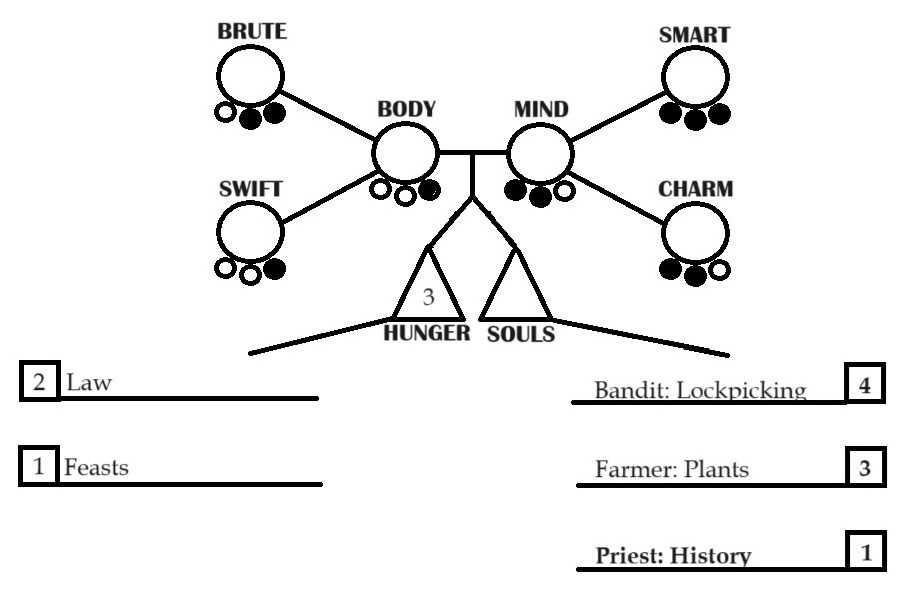 BRUTE
SMART
BODY
MIND
SWIFT
CHARM
3
HUNGER
SOULS
2 Law
Bandit: Lockpicking 4
1 Feasts
Farmer: Plants 3
Priest: History 1